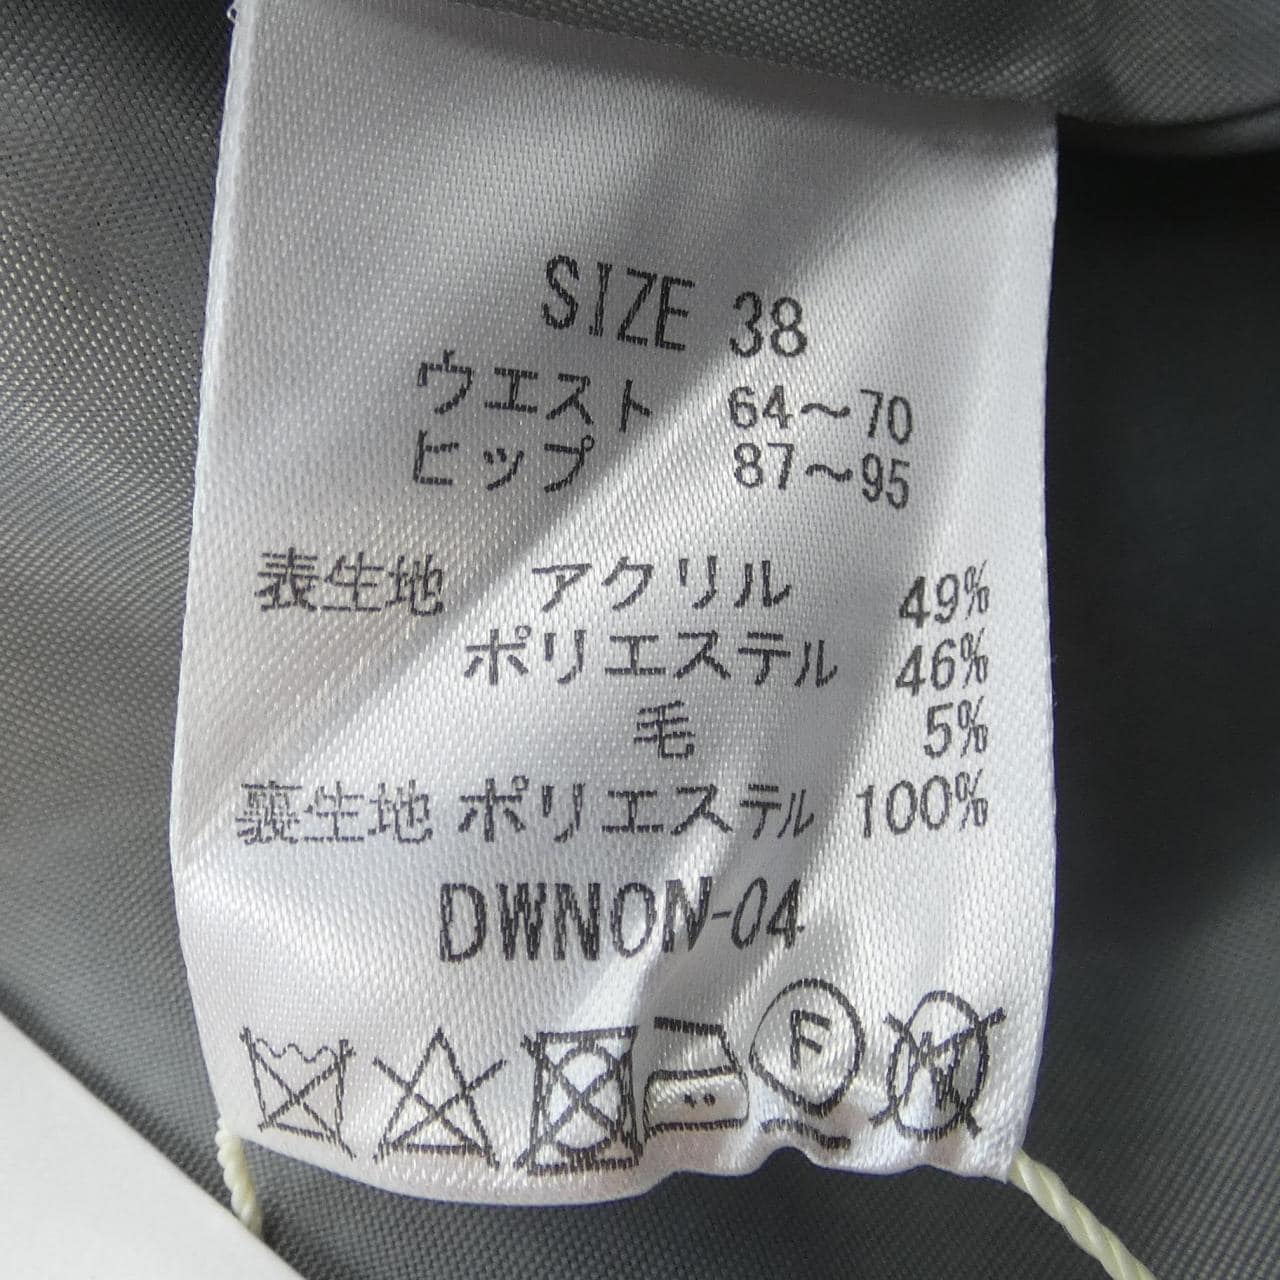 SIZE 38
ウエスト 64～70
ヒップ 87～95
表生地 アクリル 49%
ポリエステル 46%
毛 5%
裏生地 ポリエステル 100%
DWNON-04
F
W